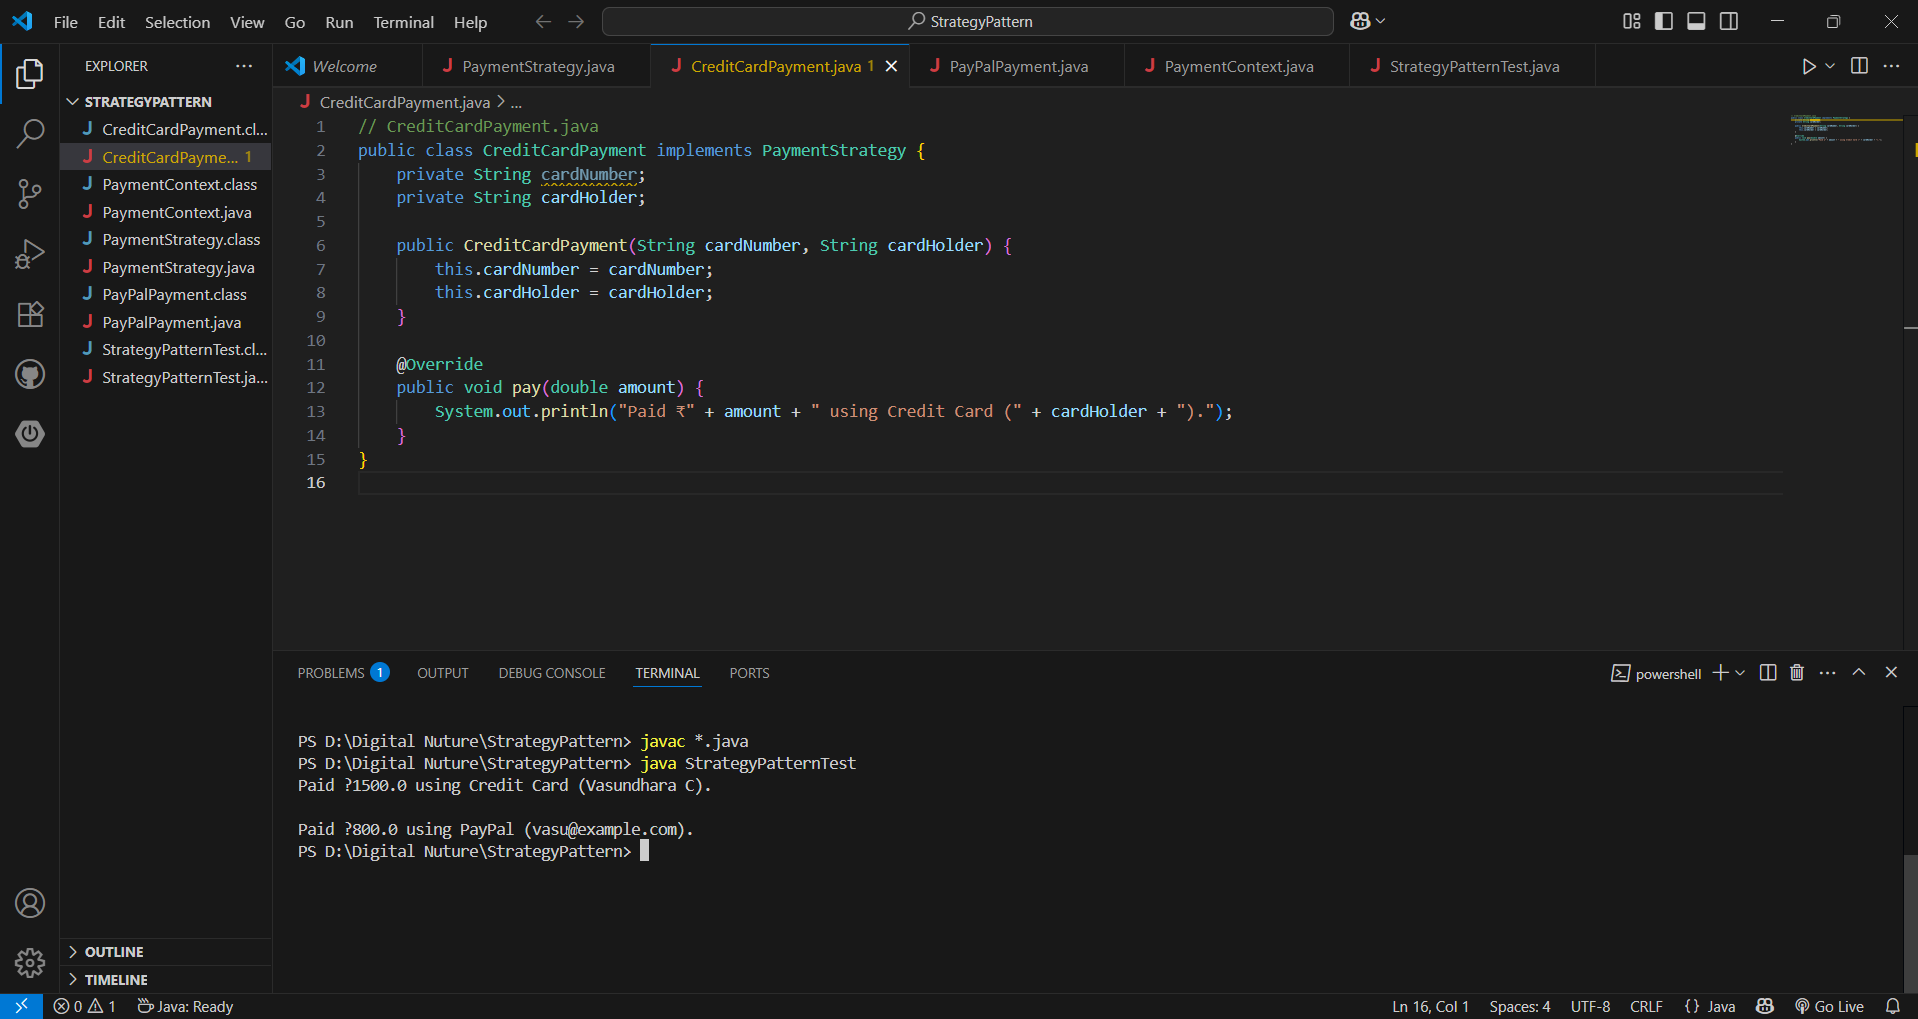 File Edit Selection View Go Run Terminal Help
StrategyPattern
EXPLORER
STRATEGYPATTERN
CreditCardPayment.cl...
CreditCardPayme... 1
PaymentContext.class
PaymentContext.java
PaymentStrategy.class
PaymentStrategy.java
PayPalPayment.class
PayPalPayment.java
StrategyPatternTest.cl...
StrategyPatternTest.ja...
OUTLINE
TIMELINE
Welcome PaymentStrategy.java CreditCardPayment.java 1 PayPalPayment.java PaymentContext.java StrategyPatternTest.java
CreditCardPayment.java > ...
1 // CreditCardPayment.java
2 public class CreditCardPayment implements PaymentStrategy {
3 private String cardNumber;
4 private String cardHolder;
5
6 public CreditCardPayment(String cardNumber, String cardHolder) {
7 this.cardNumber = cardNumber;
8 this.cardHolder = cardHolder;
9 }
10
11 @Override
12 public void pay(double amount) {
13 System.out.println("Paid ₹" + amount + " using Credit Card (" + cardHolder + ").");
14 }
15 }
16
PROBLEMS 1 OUTPUT DEBUG CONSOLE TERMINAL PORTS
powershell
PS D:\Digital Nuture\StrategyPattern> javac *.java
PS D:\Digital Nuture\StrategyPattern> java StrategyPatternTest
Paid ?1500.0 using Credit Card (Vasundhara C).
Paid ?800.0 using PayPal (vasu@example.com).
PS D:\Digital Nuture\StrategyPattern>
0 1 Java: Ready
Ln 16, Col 1 Spaces: 4 UTF-8 CRLF {} Java Go Live